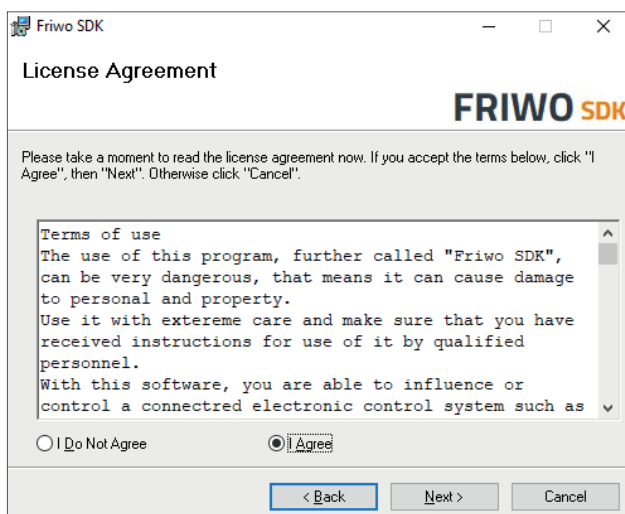 Friwo SDK
License Agreement
FRIWO SDK
Please take a moment to read the license agreement now. If you accept the terms below, click "I
Agree", then "Next". Otherwise click "Cancel".
Terms of use
The use of this program, further called "Friwo SDK",
can be very dangerous, that means it can cause damage
to personal and property.
Use it with extereme care and make sure that you have
received instructions for use of it by qualified
personnel.
With this software, you are able to influence or
control a connectred electronic control system such as
I Do Not Agree
I Agree
< Back
Next >
Cancel